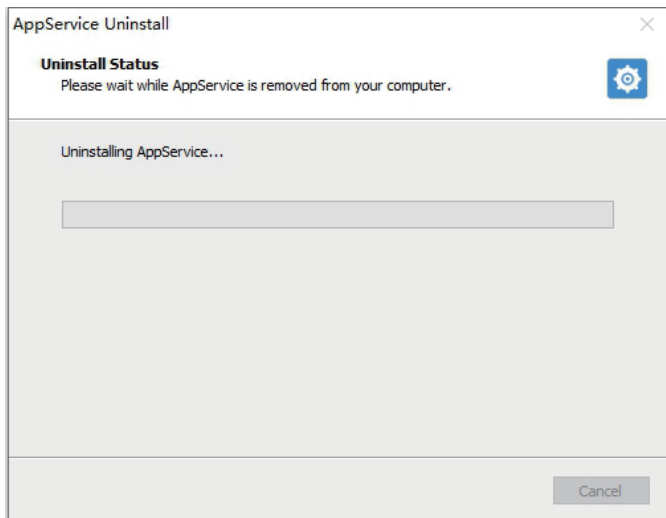 AppService Uninstall
Uninstall Status
Please wait while AppService is removed from your computer.
Uninstalling AppService...
Cancel